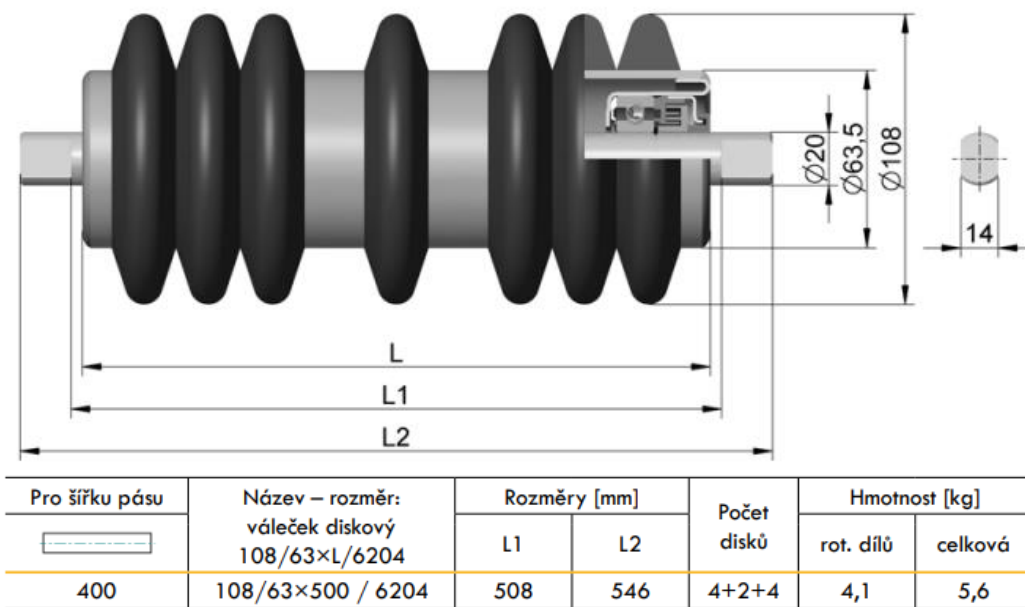 Ø20
Ø63,5
Ø108
14
L
L1
L2
Pro šířku pásu
Název – rozměr:
váleček diskový
108/63×L/6204
Rozměry [mm]
L1
L2
Počet
disků
Hmotnost [kg]
rot. dílů
celková
400
108/63×500 / 6204
508
546
4+2+4
4,1
5,6